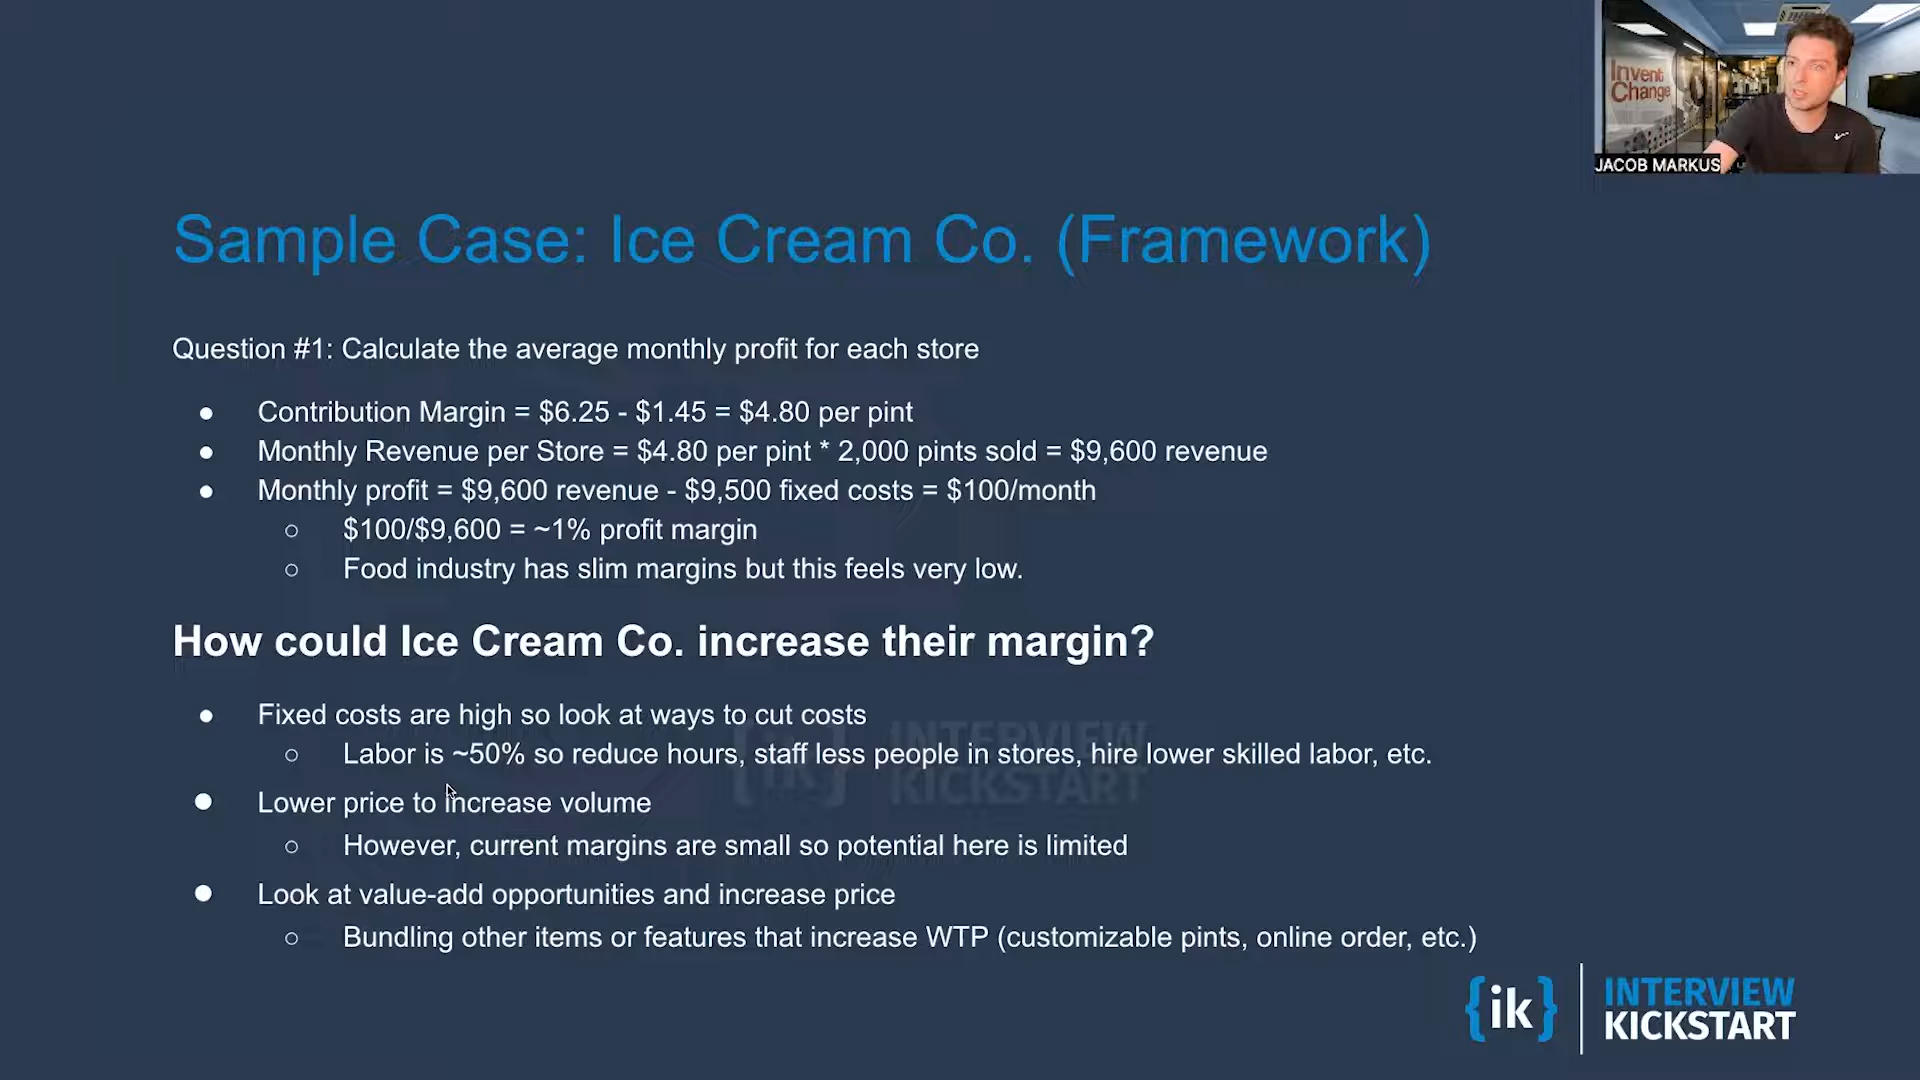 Invent
Change
JACOB MARKUS
Sample Case: Ice Cream Co. (Framework)
Question #1: Calculate the average monthly profit for each store
● Contribution Margin = $6.25 - $1.45 = $4.80 per pint
● Monthly Revenue per Store = $4.80 per pint * 2,000 pints sold = $9,600 revenue
● Monthly profit = $9,600 revenue - $9,500 fixed costs = $100/month
○ $100/$9,600 = ~1% profit margin
○ Food industry has slim margins but this feels very low.
How could Ice Cream Co. increase their margin?
● Fixed costs are high so look at ways to cut costs
○ Labor is ~50% so reduce hours, staff less people in stores, hire lower skilled labor, etc.
● Lower price to increase volume
○ However, current margins are small so potential here is limited
● Look at value-add opportunities and increase price
○ Bundling other items or features that increase WTP (customizable pints, online order, etc.)
{ik} INTERVIEW
KICKSTART
{ik} INTERVIEW
KICKSTART